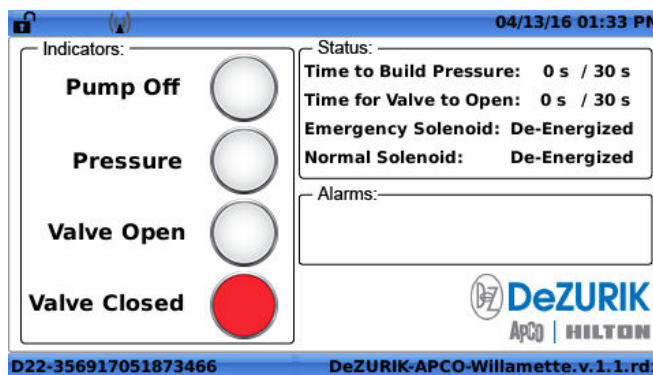 04/13/16 01:33 PM
Indicators:
Pump Off
Pressure
Valve Open
Valve Closed
Status:
Time to Build Pressure: 0 s / 30 s
Time for Valve to Open: 0 s / 30 s
Emergency Solenoid: De-Energized
Normal Solenoid: De-Energized
Alarms:
DZ DeZURIK
APCO | HILTON
D22-356917051873466
DeZURIK-APCO-Willamette.v.1.1.rd